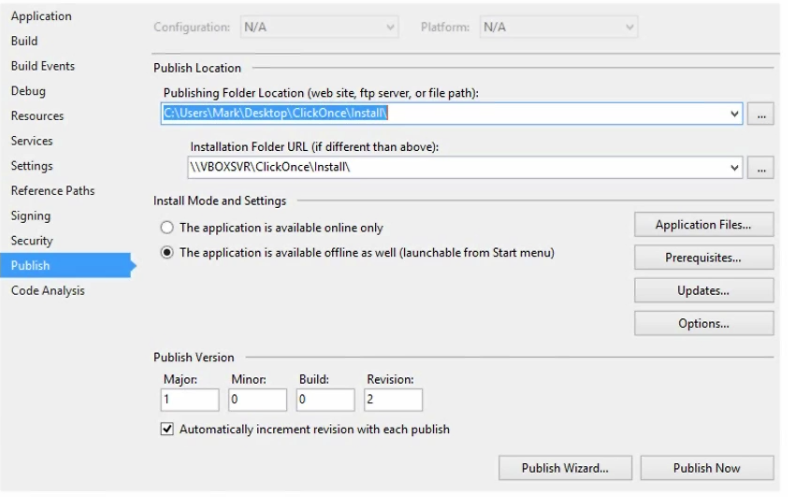 Application
Build
Build Events
Debug
Resources
Services
Settings
Reference Paths
Signing
Security
Publish
Code Analysis
Configuration: N/A Platform: N/A
Publish Location
Publishing Folder Location (web site, ftp server, or file path):
C:\Users\Mark\Desktop\ClickOnce\Install\
...
Installation Folder URL (if different than above):
\\VBOXSVR\ClickOnce\Install\
...
Install Mode and Settings
The application is available online only
The application is available offline as well (launchable from Start menu)
Application Files...
Prerequisites...
Updates...
Options...
Publish Version
Major: Minor: Build: Revision:
1 0 0 2
Automatically increment revision with each publish
Publish Wizard... Publish Now